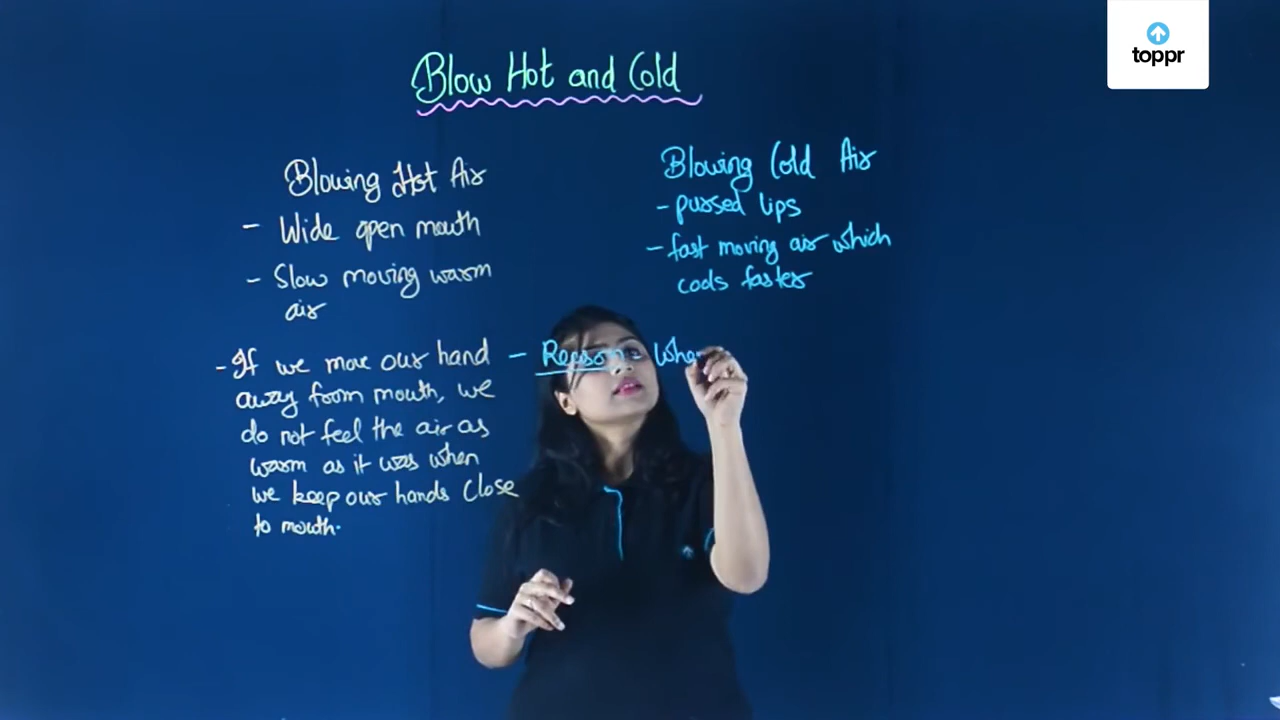 toppr
Blow Hot and Cold
Blowing Hot Air
- Wide open mouth
- Slow moving warm
air
- If we move our hand
away from mouth, we
do not feel the air as
warm as it was when
we keep our hands close
to mouth.
Blowing Cold Air
- pursed lips
- fast moving air which
cools faster
- Reason - When